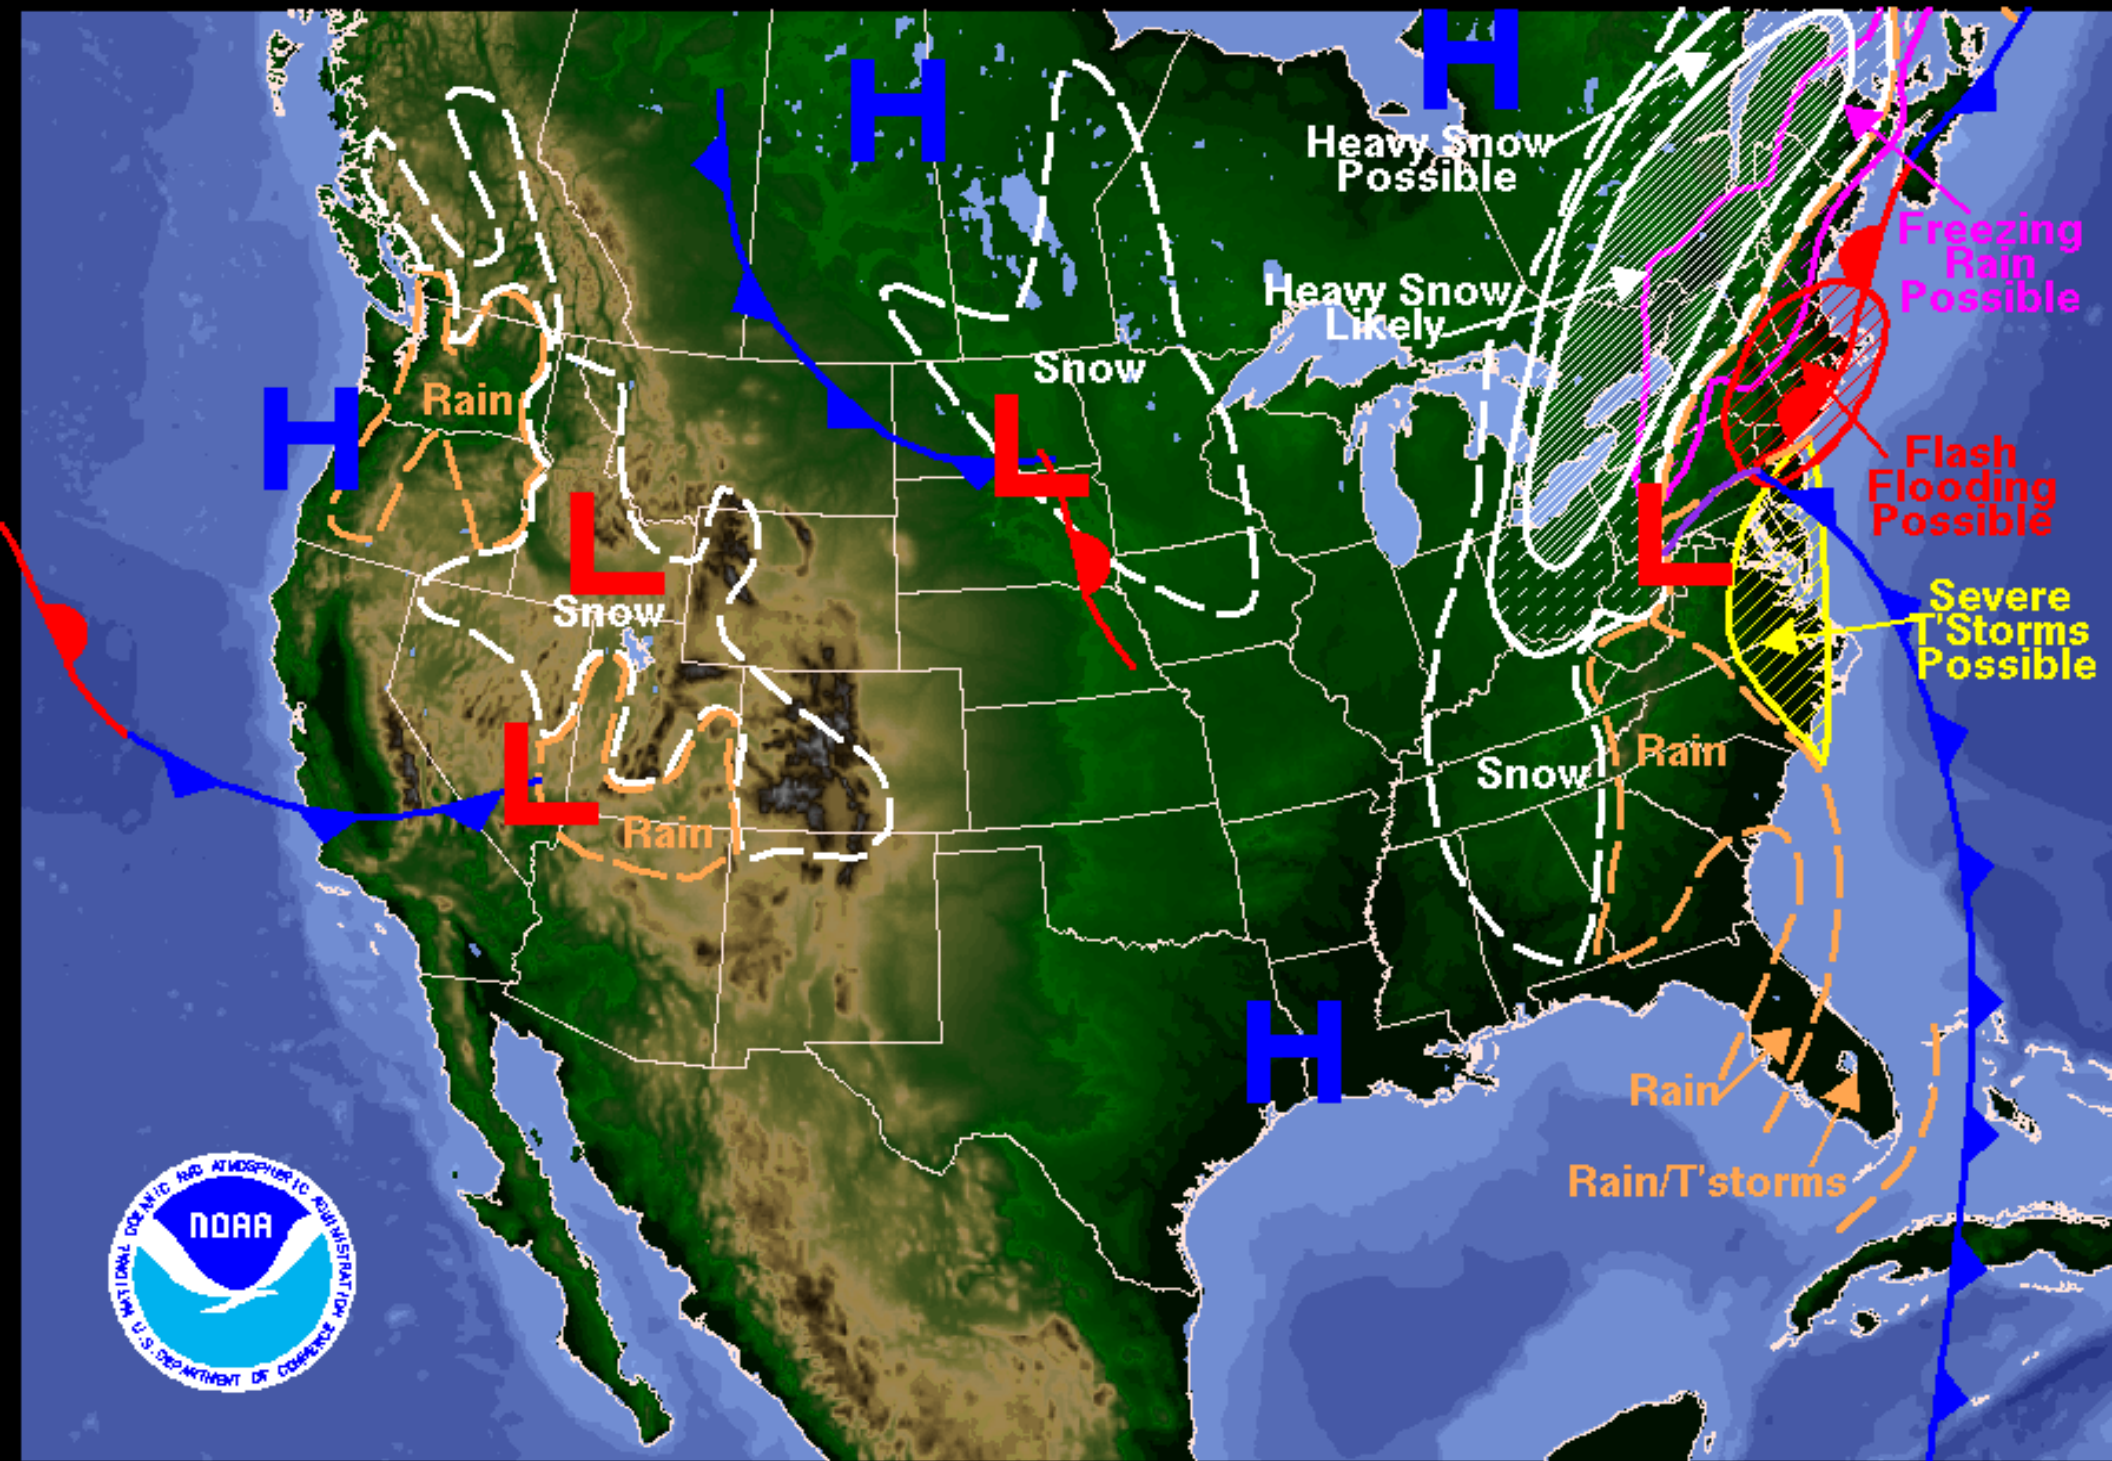 H
H
Heavy Snow
Possible
Freezing
Rain
Possible
Heavy Snow
Likely
Snow
H
Rain
L
L
Flash
Flooding
Possible
L
L
Snow
Severe
T'Storms
Possible
Rain
Snow
L
Rain
H
Rain
Rain/T'storms
NATIONAL OCEANIC AND ATMOSPHERIC ADMINISTRATION
NOAA
U.S. DEPARTMENT OF COMMERCE